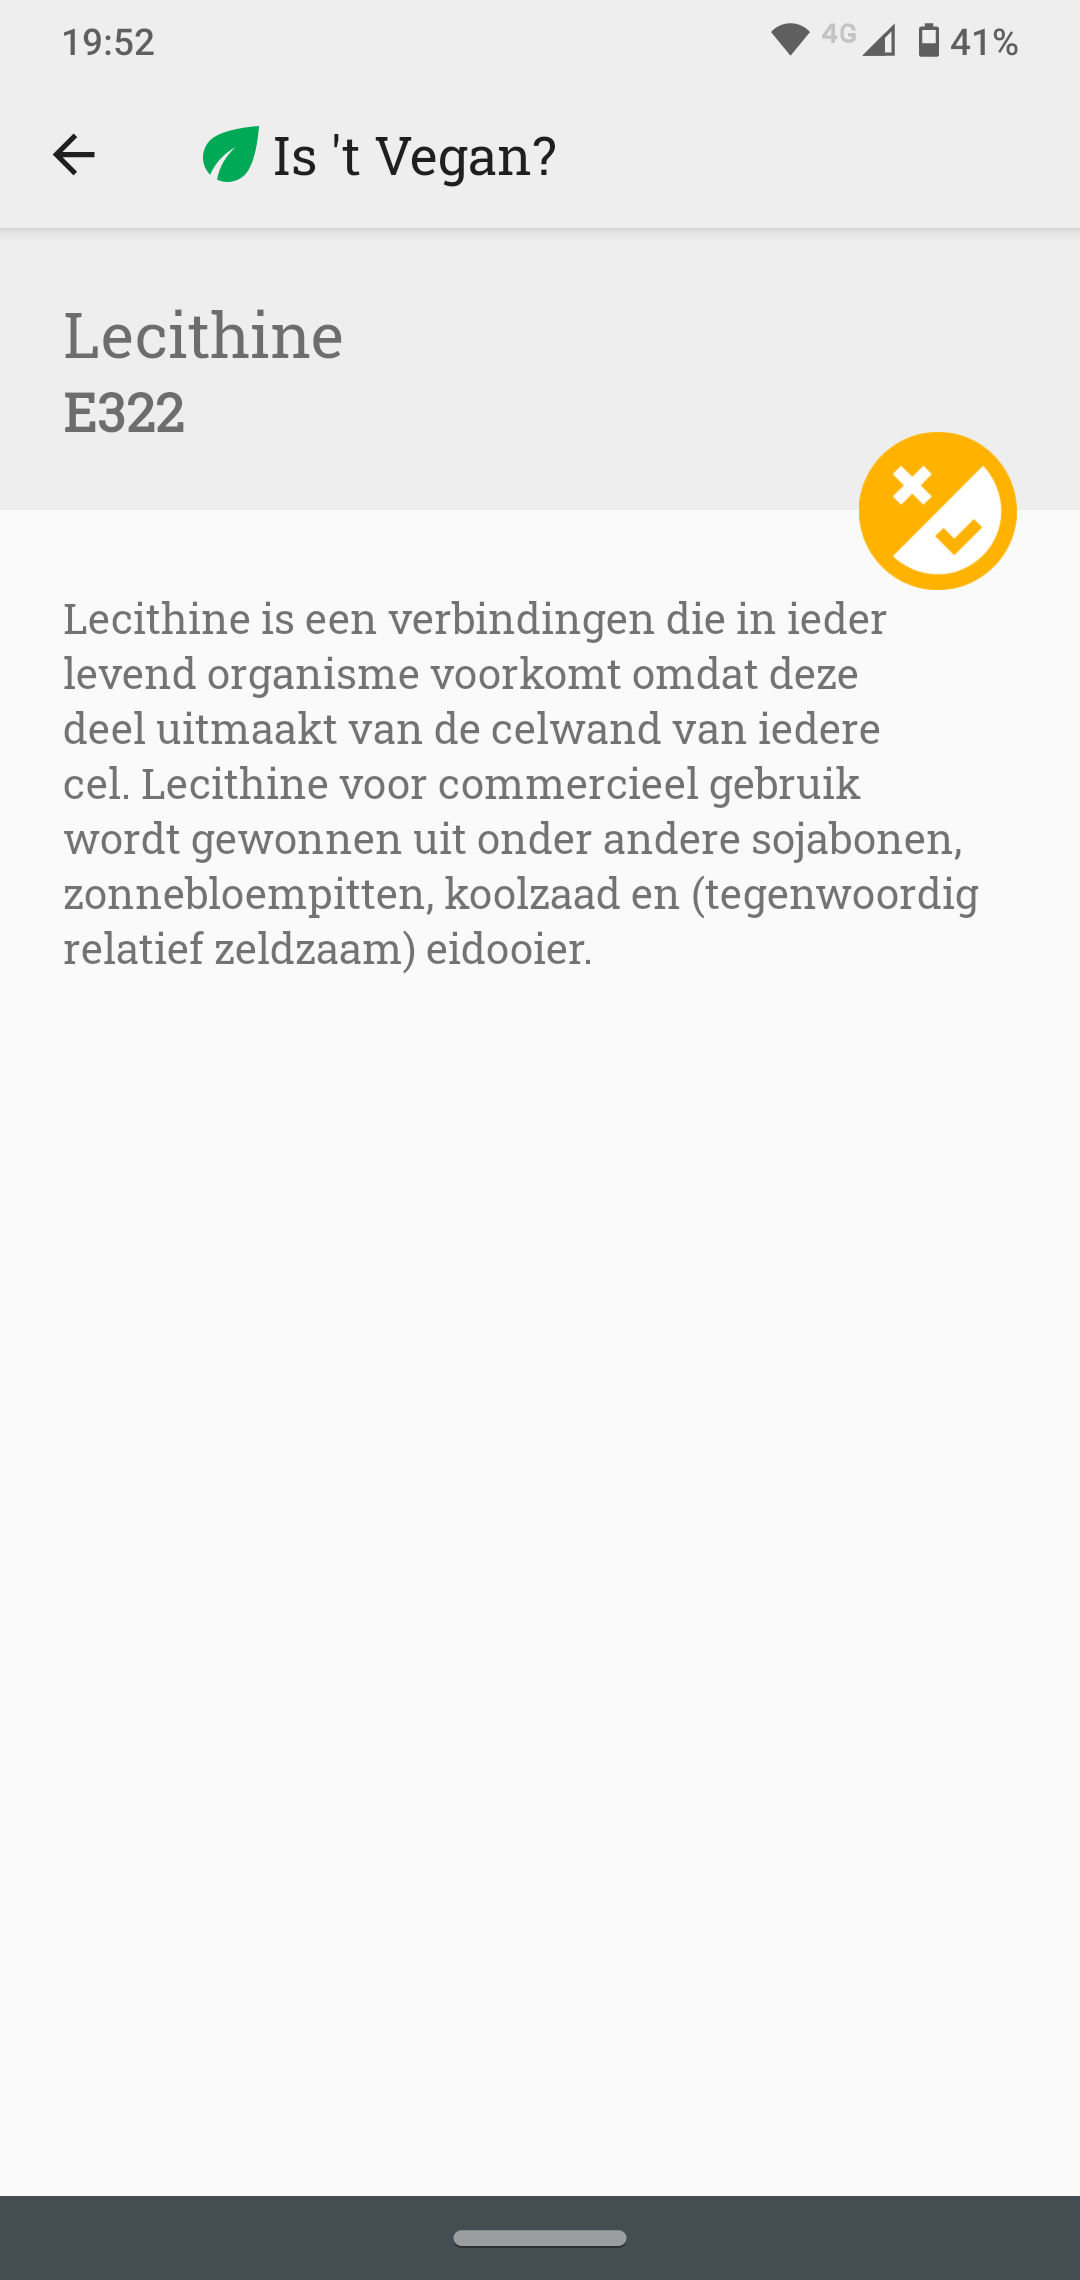 19:52
4G
41%
Is 't Vegan?
Lecithine
E322
Lecithine is een verbindingen die in ieder
levend organisme voorkomt omdat deze
deel uitmaakt van de celwand van iedere
cel. Lecithine voor commercieel gebruik
wordt gewonnen uit onder andere sojabonen,
zonnebloempitten, koolzaad en (tegenwoordig
relatief zeldzaam) eidooier.